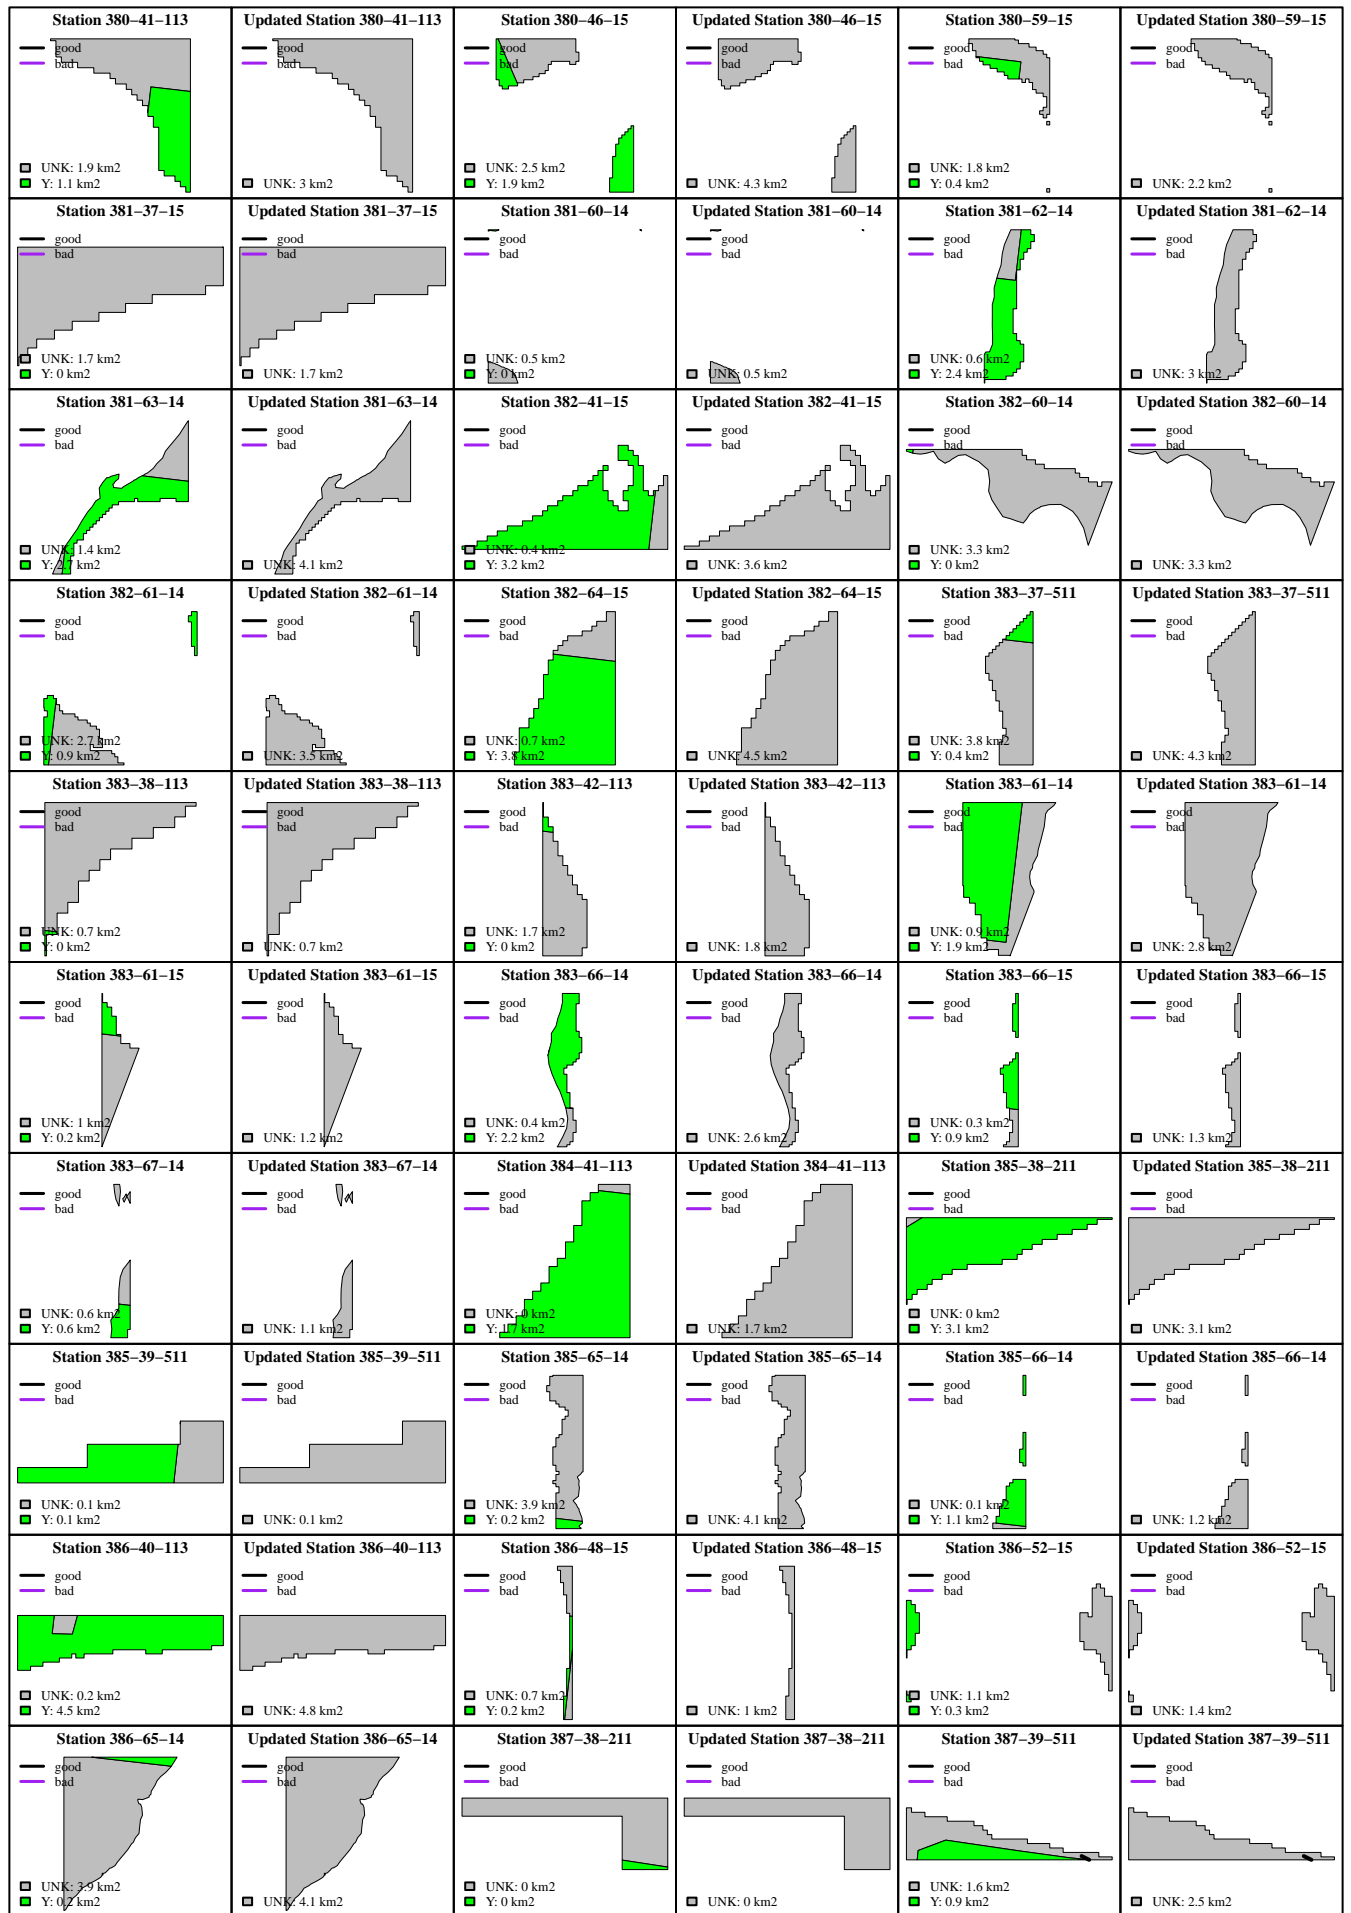 Station 380−41−113
good
bad
UNK: 1.9 km2
Y: 1.1 km2
Updated Station 380−41−113
good
bad
UNK: 3 km2
Station 380−46−15
good
bad
UNK: 2.5 km2
Y: 1.9 km2
Updated Station 380−46−15
good
bad
UNK: 4.3 km2
Station 380−59−15
good
bad
UNK: 1.8 km2
Y: 0.4 km2
Updated Station 380−59−15
good
bad
UNK: 2.2 km2
Station 381−37−15
good
bad
UNK: 1.7 km2
Y: 0 km2
Updated Station 381−37−15
good
bad
UNK: 1.7 km2
Station 381−60−14
good
bad
UNK: 0.5 km2
Y: 0 km2
Updated Station 381−60−14
good
bad
UNK: 0.5 km2
Station 381−62−14
good
bad
UNK: 0.6 km2
Y: 2.4 km2
Updated Station 381−62−14
good
bad
UNK: 3 km2
Station 381−63−14
good
bad
UNK: 1.4 km2
Y: 2.7 km2
Updated Station 381−63−14
good
bad
UNK: 4.1 km2
Station 382−41−15
good
bad
UNK: 0.4 km2
Y: 3.2 km2
Updated Station 382−41−15
good
bad
UNK: 3.6 km2
Station 382−60−14
good
bad
UNK: 3.3 km2
Y: 0 km2
Updated Station 382−60−14
good
bad
UNK: 3.3 km2
Station 382−61−14
good
bad
UNK: 2.7 km2
Y: 0.9 km2
Updated Station 382−61−14
good
bad
UNK: 3.5 km2
Station 382−64−15
good
bad
UNK: 0.7 km2
Y: 3.8 km2
Updated Station 382−64−15
good
bad
UNK: 4.5 km2
Station 383−37−511
good
bad
UNK: 3.8 km2
Y: 0.4 km2
Updated Station 383−37−511
good
bad
UNK: 4.3 km2
Station 383−38−113
good
bad
UNK: 0.7 km2
Y: 0 km2
Updated Station 383−38−113
good
bad
UNK: 0.7 km2
Station 383−42−113
good
bad
UNK: 1.7 km2
Y: 0 km2
Updated Station 383−42−113
good
bad
UNK: 1.8 km2
Station 383−61−14
good
bad
UNK: 0.9 km2
Y: 1.9 km2
Updated Station 383−61−14
good
bad
UNK: 2.8 km2
Station 383−61−15
good
bad
UNK: 1 km2
Y: 0.2 km2
Updated Station 383−61−15
good
bad
UNK: 1.2 km2
Station 383−66−14
good
bad
UNK: 0.4 km2
Y: 2.2 km2
Updated Station 383−66−14
good
bad
UNK: 2.6 km2
Station 383−66−15
good
bad
UNK: 0.3 km2
Y: 0.9 km2
Updated Station 383−66−15
good
bad
UNK: 1.3 km2
Station 383−67−14
good
bad
UNK: 0.6 km2
Y: 0.6 km2
Updated Station 383−67−14
good
bad
UNK: 1.1 km2
Station 384−41−113
good
bad
UNK: 0 km2
Y: 1.7 km2
Updated Station 384−41−113
good
bad
UNK: 1.7 km2
Station 385−38−211
good
bad
UNK: 0 km2
Y: 3.1 km2
Updated Station 385−38−211
good
bad
UNK: 3.1 km2
Station 385−39−511
good
bad
UNK: 0.1 km2
Y: 0.1 km2
Updated Station 385−39−511
good
bad
UNK: 0.1 km2
Station 385−65−14
good
bad
UNK: 3.9 km2
Y: 0.2 km2
Updated Station 385−65−14
good
bad
UNK: 4.1 km2
Station 385−66−14
good
bad
UNK: 0.1 km2
Y: 1.1 km2
Updated Station 385−66−14
good
bad
UNK: 1.2 km2
Station 386−40−113
good
bad
UNK: 0.2 km2
Y: 4.5 km2
Updated Station 386−40−113
good
bad
UNK: 4.8 km2
Station 386−48−15
good
bad
UNK: 0.7 km2
Y: 0.2 km2
Updated Station 386−48−15
good
bad
UNK: 1 km2
Station 386−52−15
good
bad
UNK: 1.1 km2
Y: 0.3 km2
Updated Station 386−52−15
good
bad
UNK: 1.4 km2
Station 386−65−14
good
bad
UNK: 3.9 km2
Y: 0.2 km2
Updated Station 386−65−14
good
bad
UNK: 4.1 km2
Station 387−38−211
good
bad
UNK: 0 km2
Y: 0 km2
Updated Station 387−38−211
good
bad
UNK: 0 km2
Station 387−39−511
good
bad
UNK: 1.6 km2
Y: 0.9 km2
Updated Station 387−39−511
good
bad
UNK: 2.5 km2